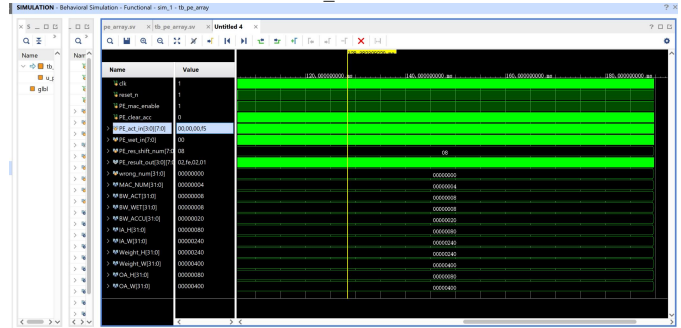 SIMULATION - Behavioral Simulation - Functional - sim_1 - tb_pe_array
pe_array.sv × tb_pe_array.sv × Untitled 4 ×
Name
Name Value
120.000000000 ms 140.000000000 ms 160.000000000 ms 180.000000000 ms
clk 1
reset_n 1
PE_mac_enable 1
PE_clear_acc 0
PE_act_in[3:0][7:0] 00,00,00,f5
PE_wet_in[7:0] 00
PE_res_shift_num[7:0 08 08
PE_result_out[3:0][7:0 02,fe,02,01
wrong_num[31:0] 00000000 00000000
MAC_NUM[31:0] 00000004 00000004
BW_ACT[31:0] 00000008 00000008
BW_WET[31:0] 00000008 00000008
BW_ACCU[31:0] 00000020 00000020
IA_H[31:0] 00000080 00000080
IA_W[31:0] 00000240 00000240
Weight_H[31:0] 00000240 00000240
Weight_W[31:0] 00000400 00000400
OA_H[31:0] 00000080 00000080
OA_W[31:0] 00000400 00000400
tb_
glbl